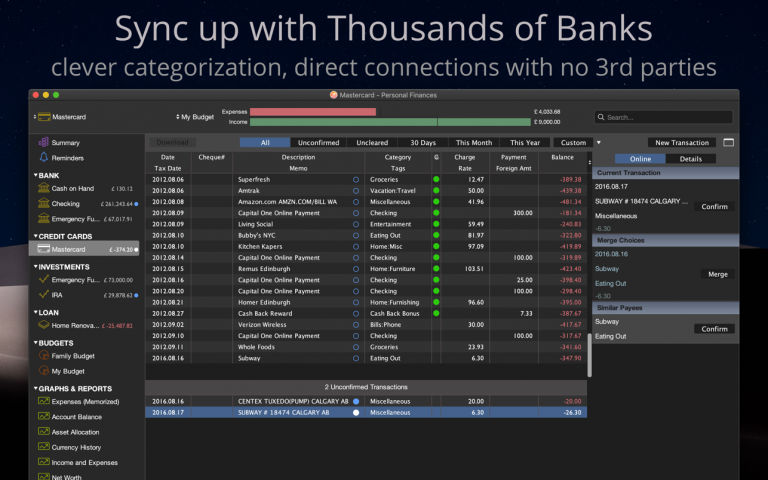 Sync up with Thousands of Banks
clever categorization, direct connections with no 3rd parties
Mastercard - Personal Finances
Mastercard
My Budget
Expenses £ 4,033.68
Income £ 9,000.00
Search...
Download All Unconfirmed Uncleared 30 Days This Month This Year Custom New Transaction
Summary
Reminders
BANK
Cash on Hand £ 130.12
Checking £ 261,243.64
Emergency Fu... £ 67,017.91
CREDIT CARDS
Mastercard £ -374.20
INVESTMENTS
Emergency Fu... £ 73,000.00
IRA £ 29,878.62
LOAN
Home Renova... £ -25,487.82
BUDGETS
Family Budget
My Budget
GRAPHS & REPORTS
Expenses (Memorized)
Account Balance
Asset Allocation
Currency History
Income and Expenses
Net Worth
Date Cheque# Description Category Charge Payment Balance
Tax Date Memo Tags Rate Foreign Amt
2012.08.06 Superfresh Groceries 12.47 -389.38
2012.08.06 Amtrak Vacation:Travel 50.00 -439.38
2012.08.08 Amazon.com AMZN.COM/BILL WA Miscellaneous 41.96 -481.34
2012.08.09 Capital One Online Payment Checking 300.00 -181.34
2012.08.09 Living Social Entertainment 59.49 -240.83
2012.08.09 Bubby's NYC Eating Out 81.97 -322.80
2012.08.10 Kitchen Kapers Home:Misc 97.09 -419.89
2012.08.14 Capital One Online Payment Checking 100.00 -319.89
2012.08.15 Remus Edinburgh Home:Furniture 103.51 -423.40
2012.08.16 Capital One Online Payment Checking 25.00 -398.40
2012.08.16 Capital One Online Payment Checking 100.00 -298.40
2012.08.21 Homer Edinburgh Home:Furnishing 96.60 -395.00
2012.08.27 Cash Back Reward Cash Back Bonus 7.33 -387.67
2012.09.02 Verizon Wireless Bills:Phone 30.00 -417.67
2012.09.10 Capital One Online Payment Checking 100.00 -317.67
2012.09.11 Whole Foods Groceries 23.93 -341.60
2016.08.16 Subway Eating Out 6.30 -347.90
2 Unconfirmed Transactions
2016.08.16 CENTEX TUXEDO(PUMP) CALGARY AB Miscellaneous 20.00 -20.00
2016.08.17 SUBWAY # 18474 CALGARY AB Miscellaneous 6.30 -26.30
Online Details
Current Transaction
2016.08.17
SUBWAY # 18474 CALGARY ...
Confirm
Miscellaneous
-6.30
Merge Choices
2016.08.16
Subway
Merge
Eating Out
-6.30
Similar Payees
Subway
Confirm
Eating Out